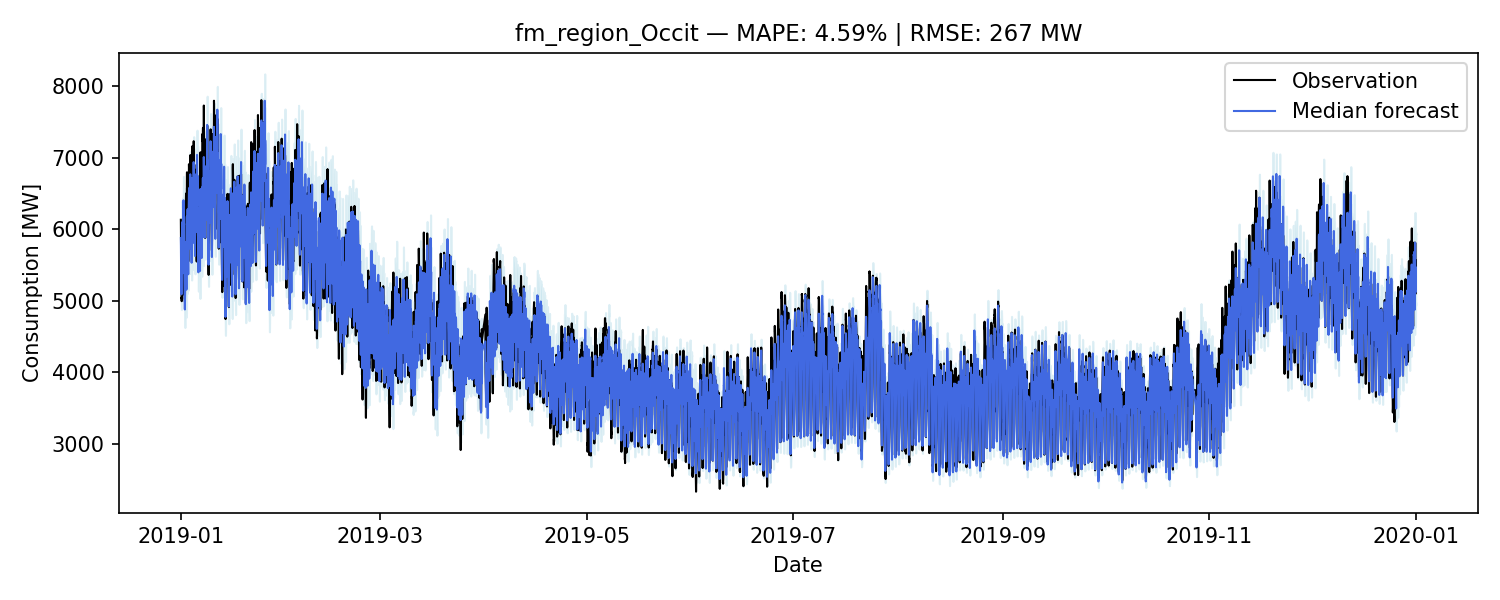 fm_region_Occit — MAPE: 4.59% | RMSE: 267 MW
Observation
Median forecast
Consumption [MW]
8000
7000
6000
5000
4000
3000
2019-01
2019-03
2019-05
2019-07
2019-09
2019-11
2020-01
Date